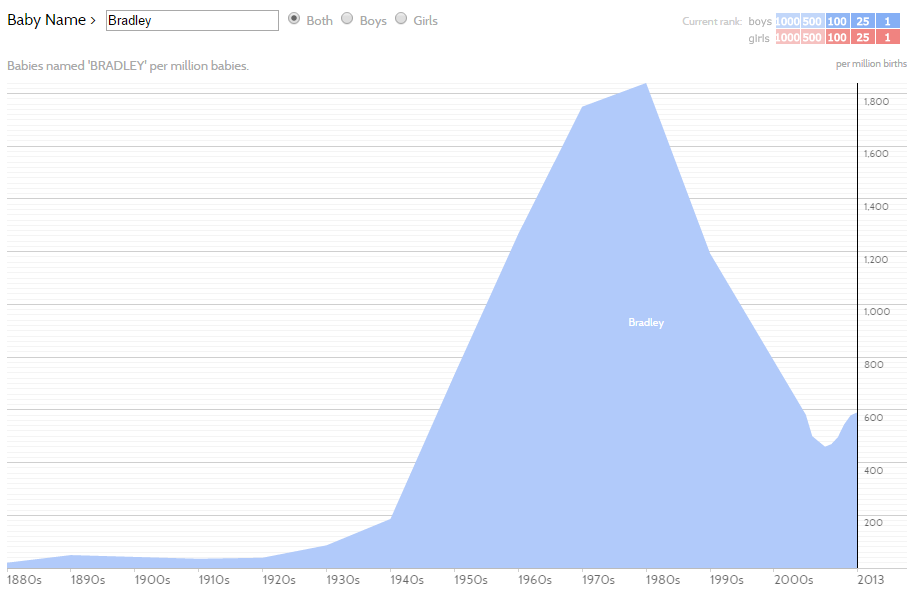 Baby Name › Bradley Both Boys Girls Current rank: boys 1000 500 100 25 1
girls 1000 500 100 25 1
Babies named 'BRADLEY' per million babies. per million births
1,800
1,600
1,400
1,200
1,000
Bradley
800
600
400
200
1880s 1890s 1900s 1910s 1920s 1930s 1940s 1950s 1960s 1970s 1980s 1990s 2000s 2013